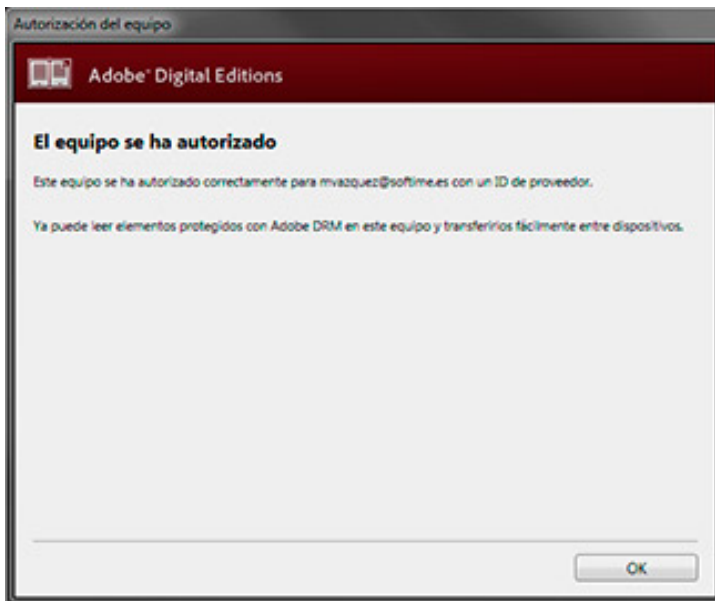 Autorización del equipo
Adobe® Digital Editions
El equipo se ha autorizado
Este equipo se ha autorizado correctamente para mvazquez@softime.es con un ID de proveedor.
Ya puede leer elementos protegidos con Adobe DRM en este equipo y transferirlos fácilmente entre dispositivos.
OK